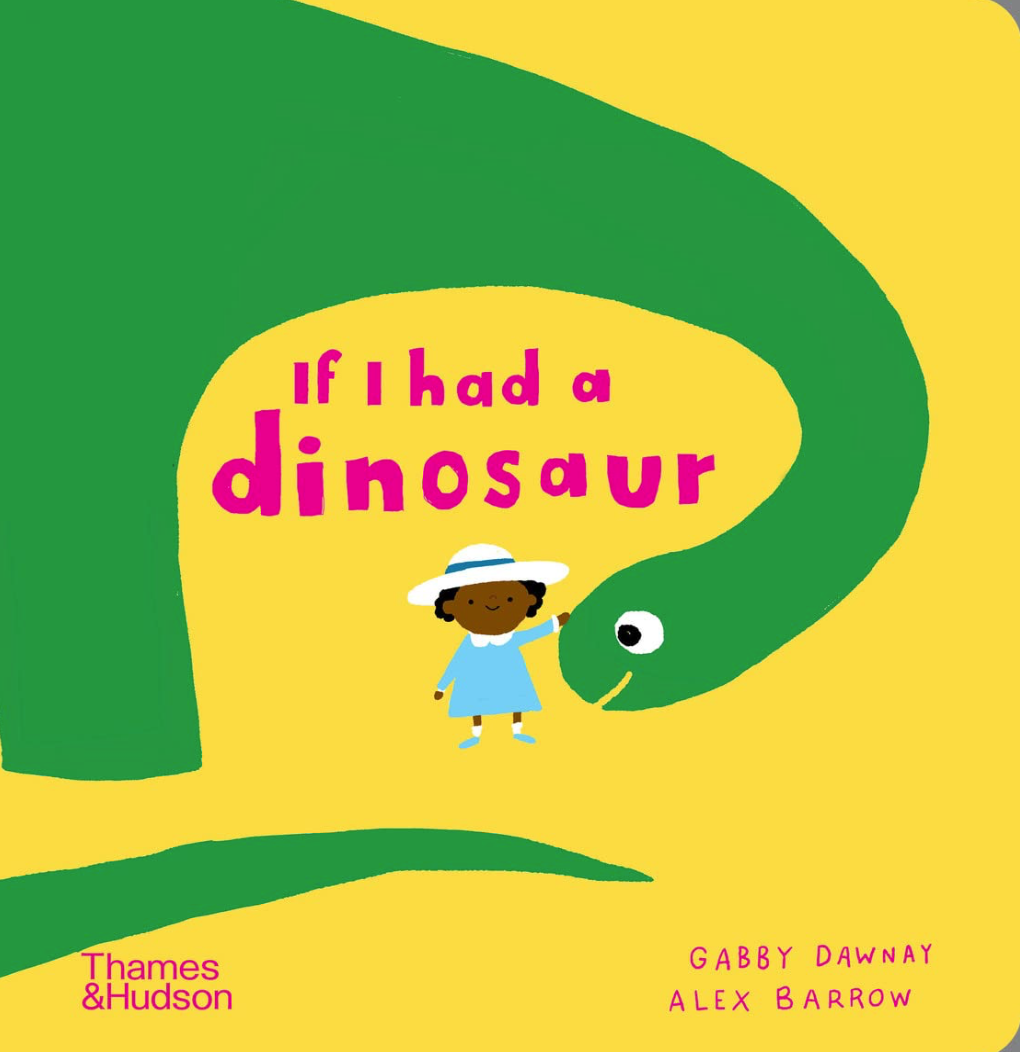 If I had a
dinosaur
Thames
&Hudson
GABBY DAWNAY
ALEX BARROW